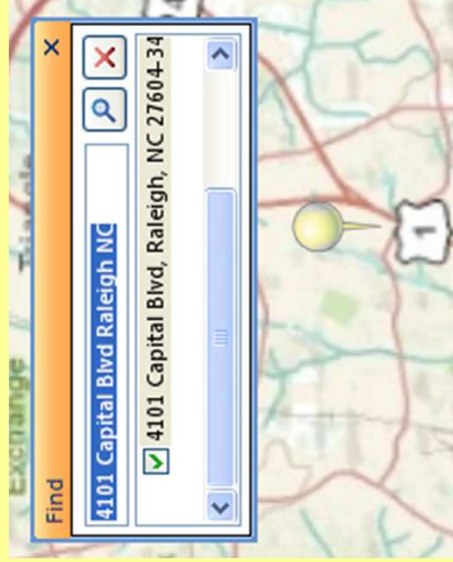 Find
4101 Capital Blvd Raleigh NC
4101 Capital Blvd, Raleigh, NC 27604-34
Exchange
1